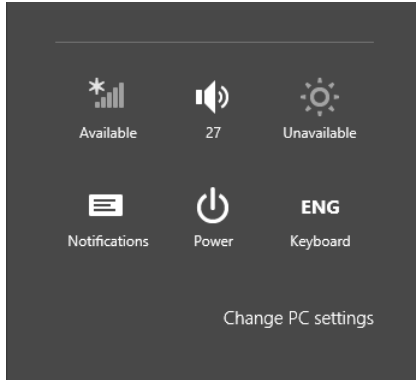 Available
27
Unavailable
Notifications
Power
ENG
Keyboard
Change PC settings